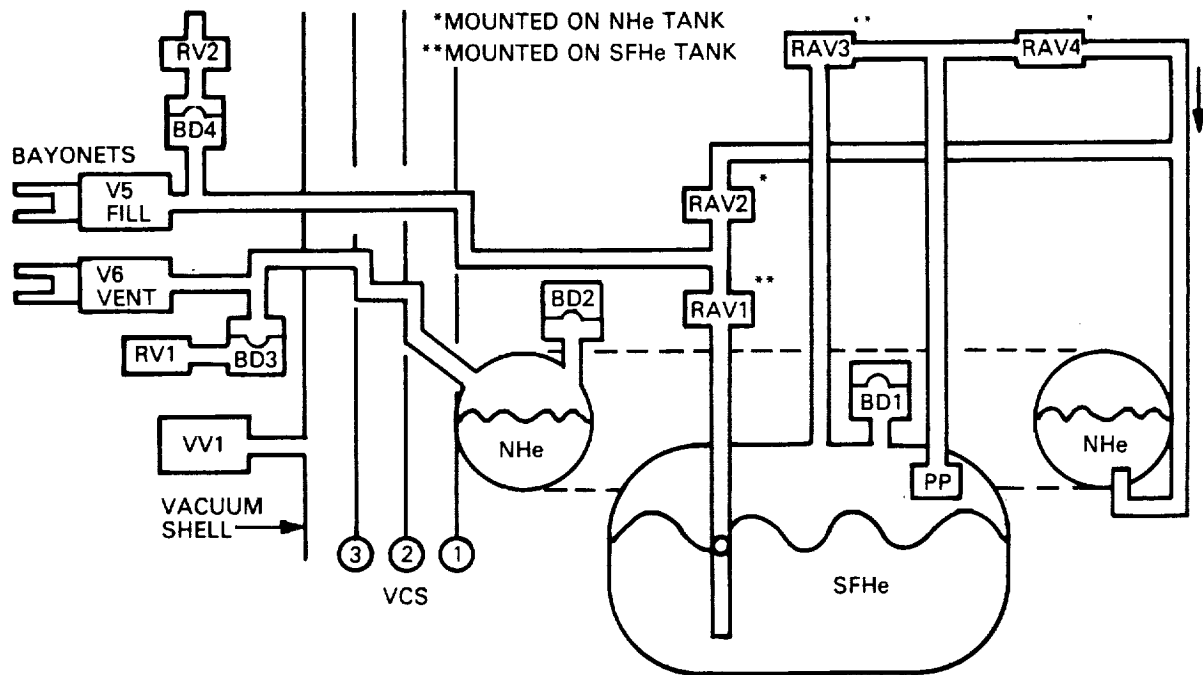 *MOUNTED ON NHe TANK
**MOUNTED ON SFHe TANK
**
*
RV2
RAV3
RAV4
BD4
BAYONETS
V5
FILL
*
RAV2
V6
VENT
**
BD2
RAV1
RV1
BD3
BD1
VV1
NHe
NHe
PP
VACUUM
SHELL
3
2
1
VCS
SFHe